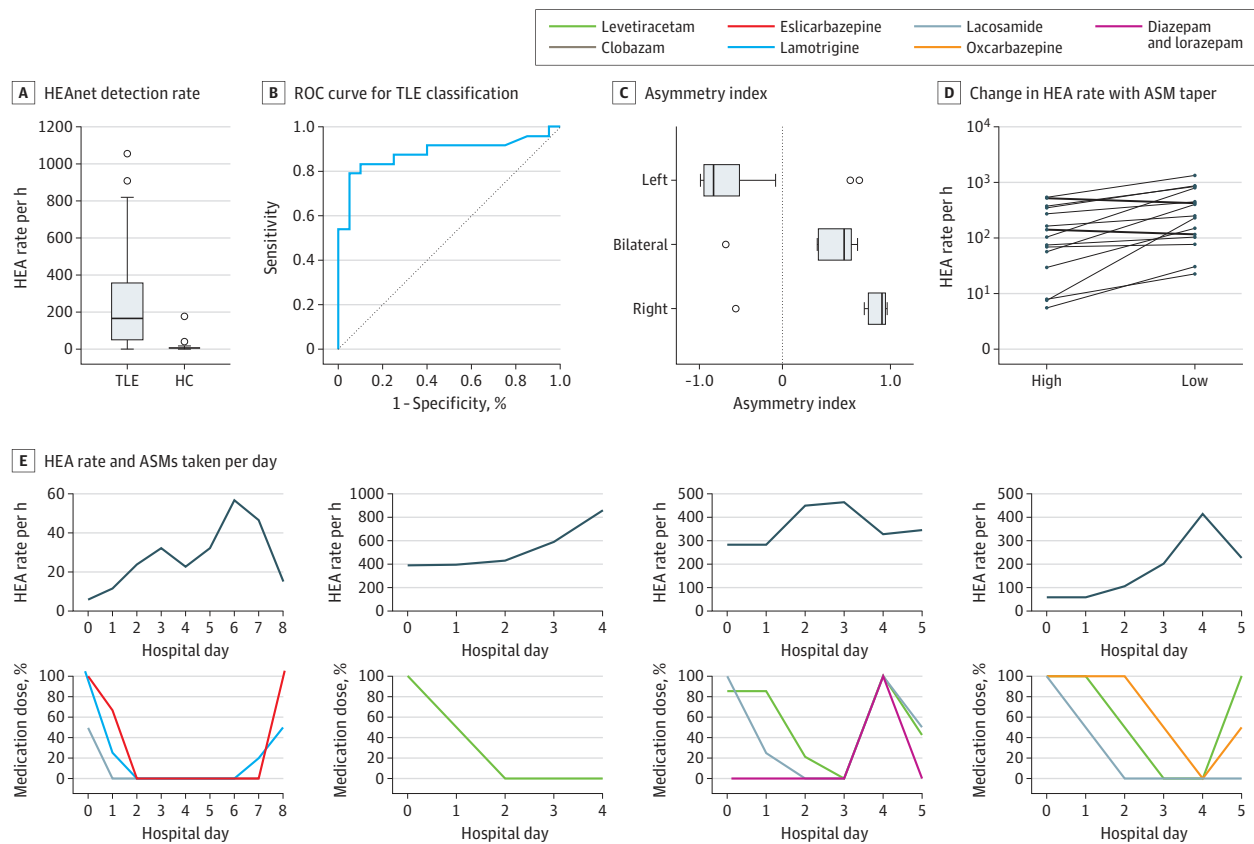 Levetiracetam
Eslicarbazepine
Lacosamide
Diazepam
and lorazepam
Clobazam
Lamotrigine
Oxcarbazepine
A HEAnet detection rate
1200
1000
800
600
400
200
0
HEA rate per h
TLE HC
B ROC curve for TLE classification
1.0
0.8
0.6
0.4
0.2
0
Sensitivity
0 0.2 0.4 0.6 0.8 1.0
1 – Specificity, %
C Asymmetry index
Left
Bilateral
Right
-1.0 0 1.0
Asymmetry index
D Change in HEA rate with ASM taper
10⁴
10³
10²
10¹
0
HEA rate per h
High Low
E HEA rate and ASMs taken per day
60
40
20
0
HEA rate per h
0 1 2 3 4 5 6 7 8
Hospital day
1000
800
600
400
200
0
HEA rate per h
0 1 2 3 4
Hospital day
500
400
300
200
100
0
HEA rate per h
0 1 2 3 4 5
Hospital day
500
400
300
200
100
0
HEA rate per h
0 1 2 3 4 5
Hospital day
100
80
60
40
20
0
Medication dose, %
0 1 2 3 4 5 6 7 8
Hospital day
100
80
60
40
20
0
Medication dose, %
0 1 2 3 4
Hospital day
100
80
60
40
20
0
Medication dose, %
0 1 2 3 4 5
Hospital day
100
80
60
40
20
0
Medication dose, %
0 1 2 3 4 5
Hospital day